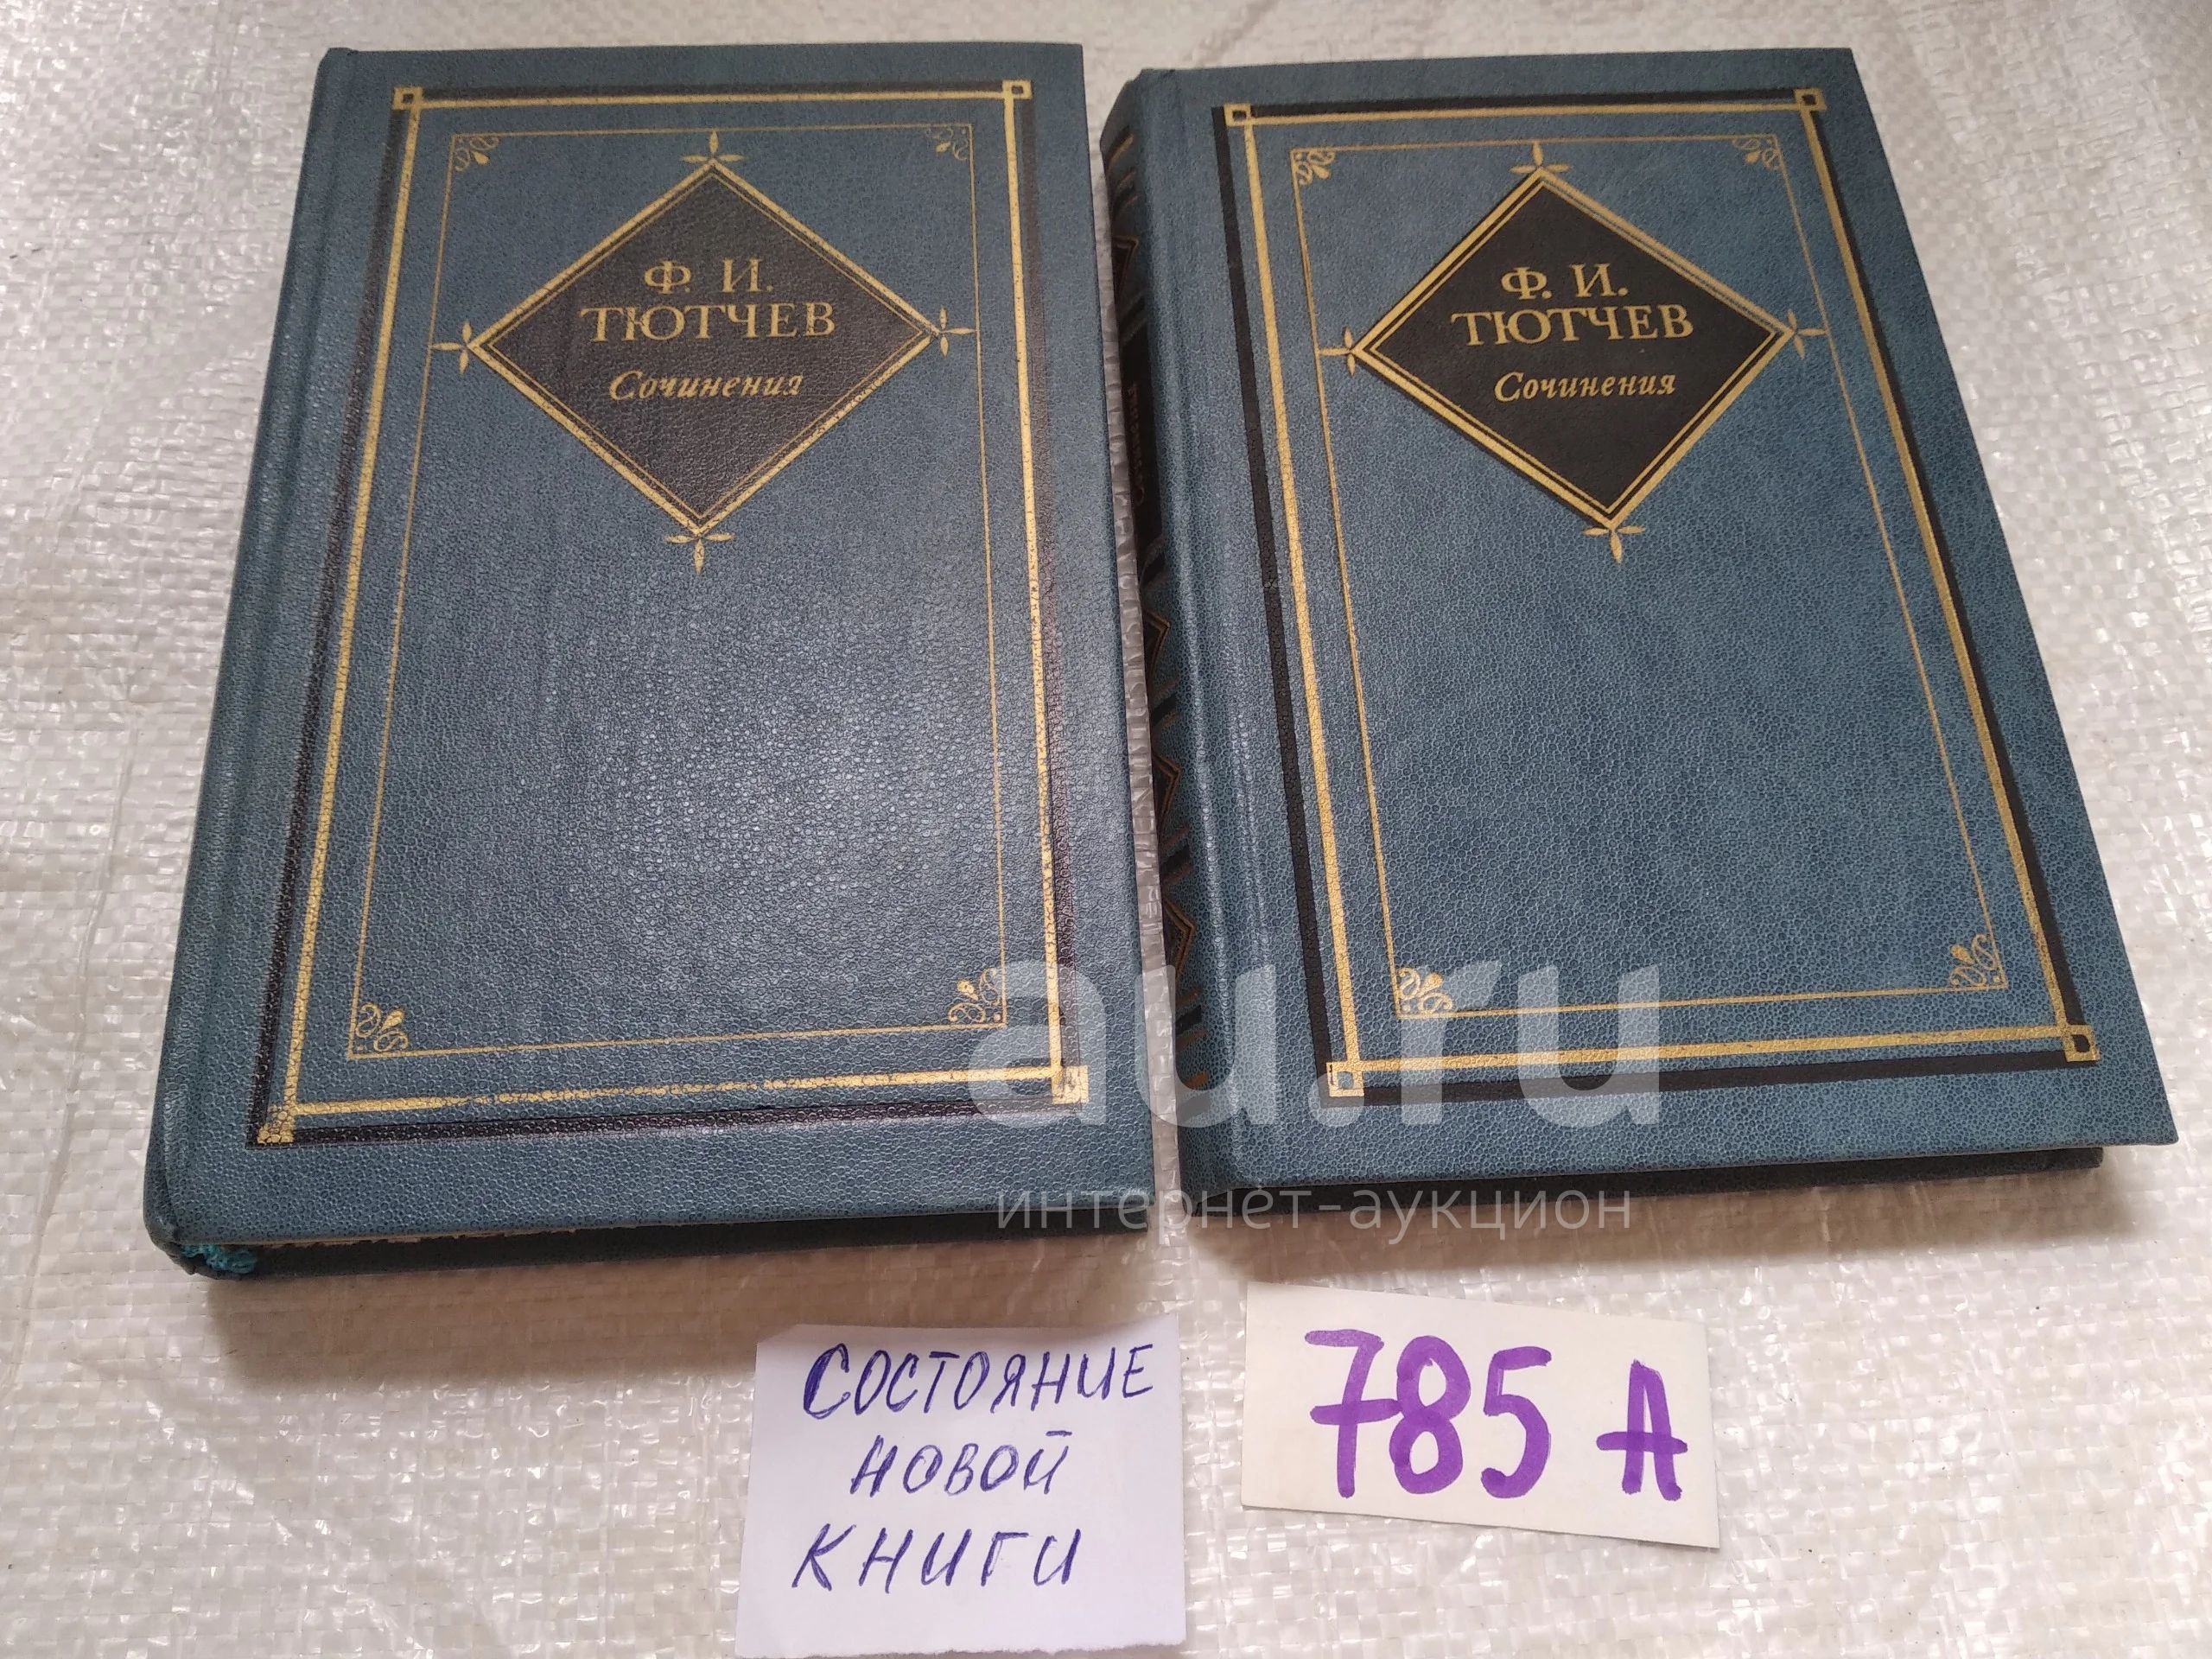 Ф. И.
ТЮТЧЕВ
Сочинения
Ф. И.
ТЮТЧЕВ
Сочинения
au.ru
интернет-аукцион
СОСТОЯНИЕ
НОВОЙ
КНИГИ
785 А